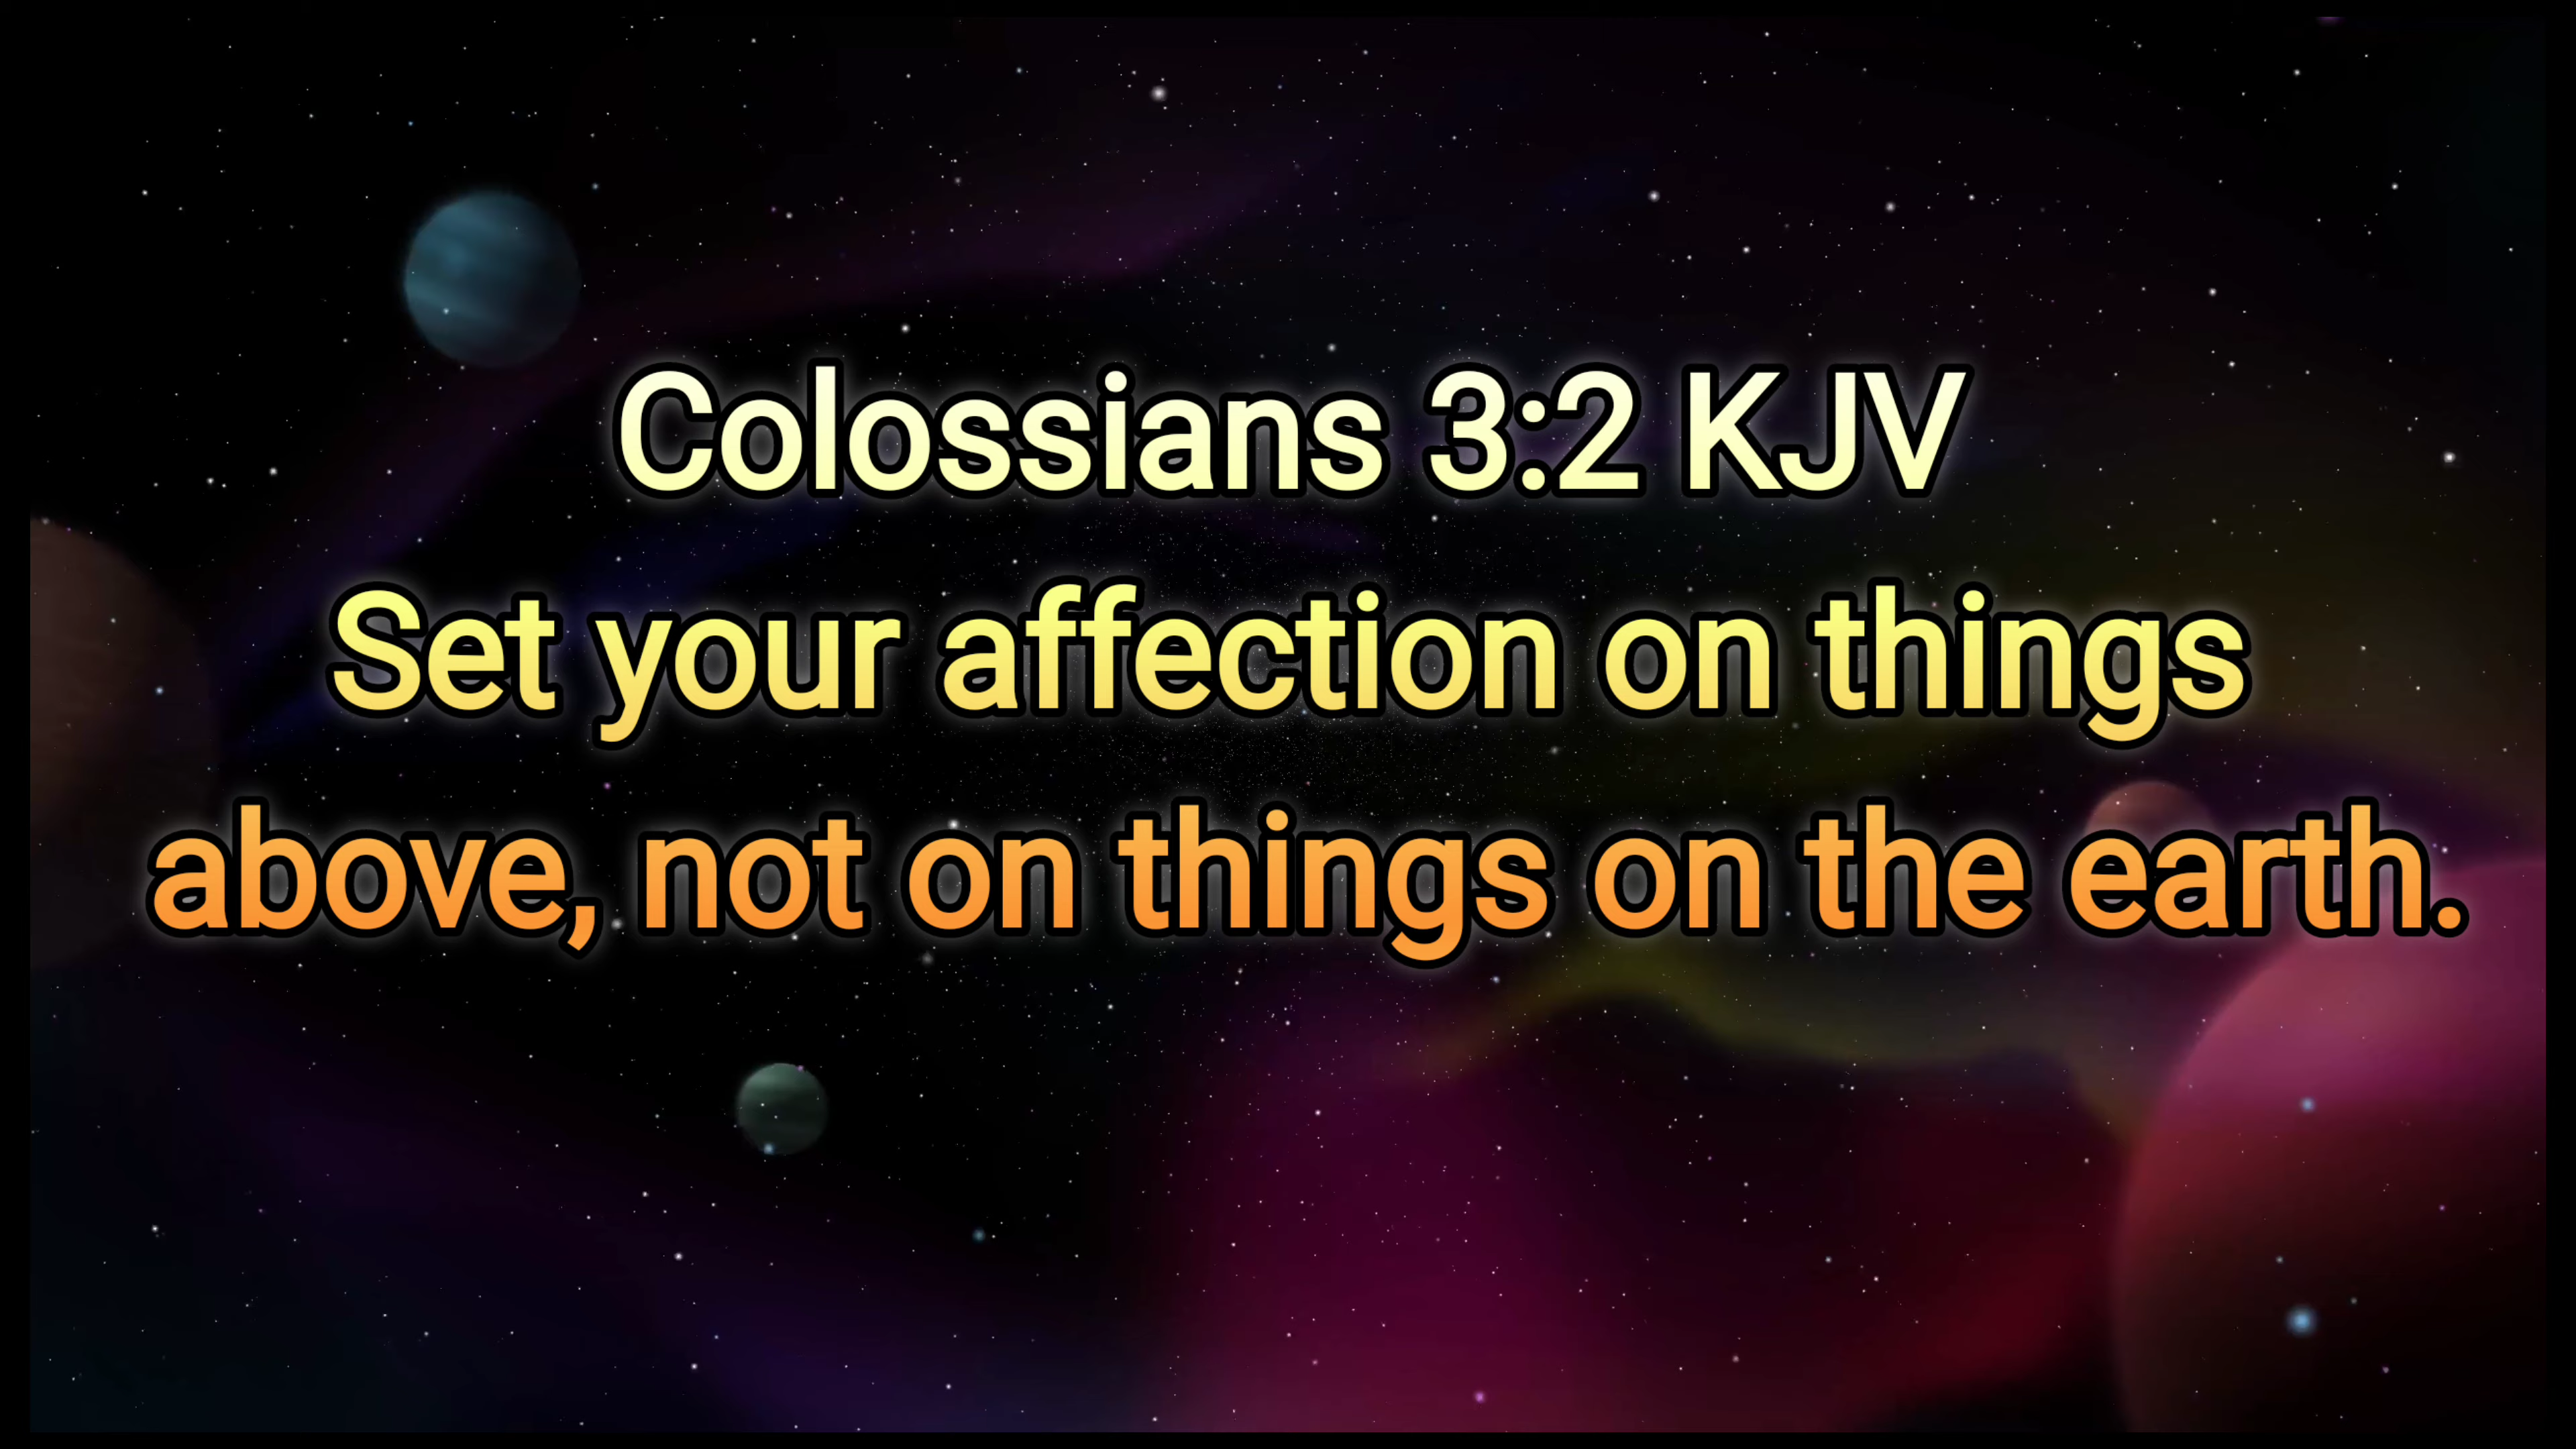 Colossians 3:2 KJV
Set your affection on things
above, not on things on the earth.